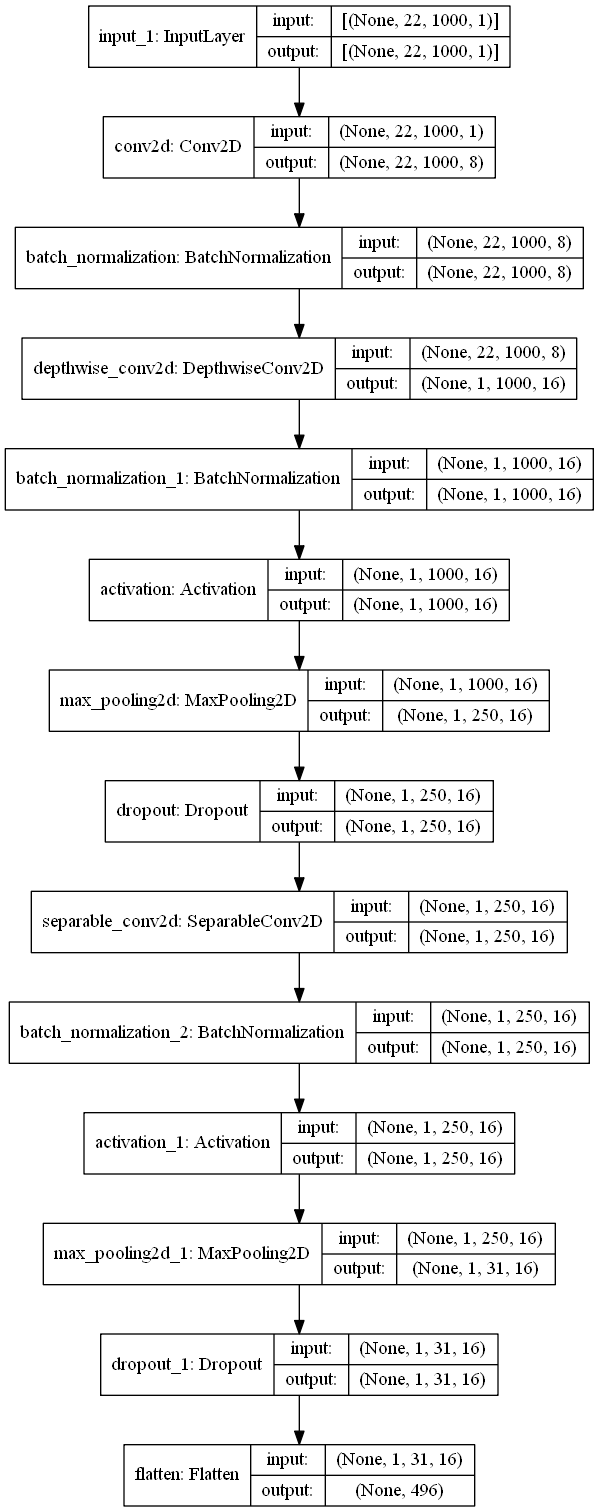 input_1: InputLayer
input: [(None, 22, 1000, 1)]
output: [(None, 22, 1000, 1)]
conv2d: Conv2D
input: (None, 22, 1000, 1)
output: (None, 22, 1000, 8)
batch_normalization: BatchNormalization
input: (None, 22, 1000, 8)
output: (None, 22, 1000, 8)
depthwise_conv2d: DepthwiseConv2D
input: (None, 22, 1000, 8)
output: (None, 1, 1000, 16)
batch_normalization_1: BatchNormalization
input: (None, 1, 1000, 16)
output: (None, 1, 1000, 16)
activation: Activation
input: (None, 1, 1000, 16)
output: (None, 1, 1000, 16)
max_pooling2d: MaxPooling2D
input: (None, 1, 1000, 16)
output: (None, 1, 250, 16)
dropout: Dropout
input: (None, 1, 250, 16)
output: (None, 1, 250, 16)
separable_conv2d: SeparableConv2D
input: (None, 1, 250, 16)
output: (None, 1, 250, 16)
batch_normalization_2: BatchNormalization
input: (None, 1, 250, 16)
output: (None, 1, 250, 16)
activation_1: Activation
input: (None, 1, 250, 16)
output: (None, 1, 250, 16)
max_pooling2d_1: MaxPooling2D
input: (None, 1, 250, 16)
output: (None, 1, 31, 16)
dropout_1: Dropout
input: (None, 1, 31, 16)
output: (None, 1, 31, 16)
flatten: Flatten
input: (None, 1, 31, 16)
output: (None, 496)